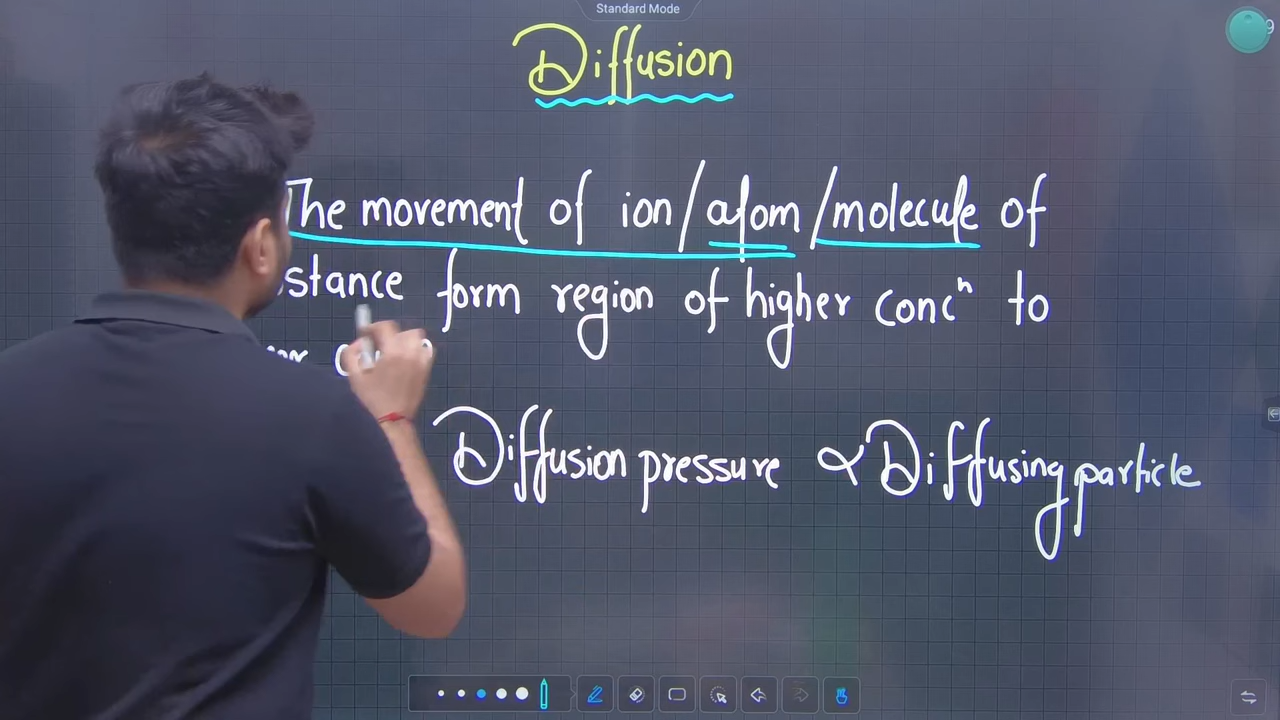 Standard Mode
Diffusion
The movement of ion/atom/molecule of
stance form region of higher concⁿ to
Diffusion pressure ∝ Diffusing particle